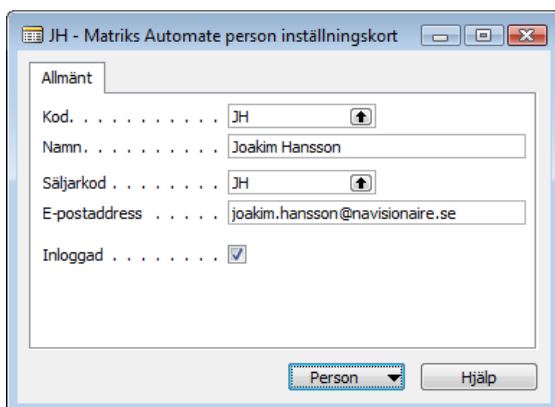 JH - Matriks Automate person inställningskort
Allmänt
Kod. . . . . . . . . . . JH
Namn. . . . . . . . . . Joakim Hansson
Säljarkod . . . . . . . . JH
E-postaddress . . . . . joakim.hansson@navisionaire.se
Inloggad . . . . . . . .
Person Hjälp